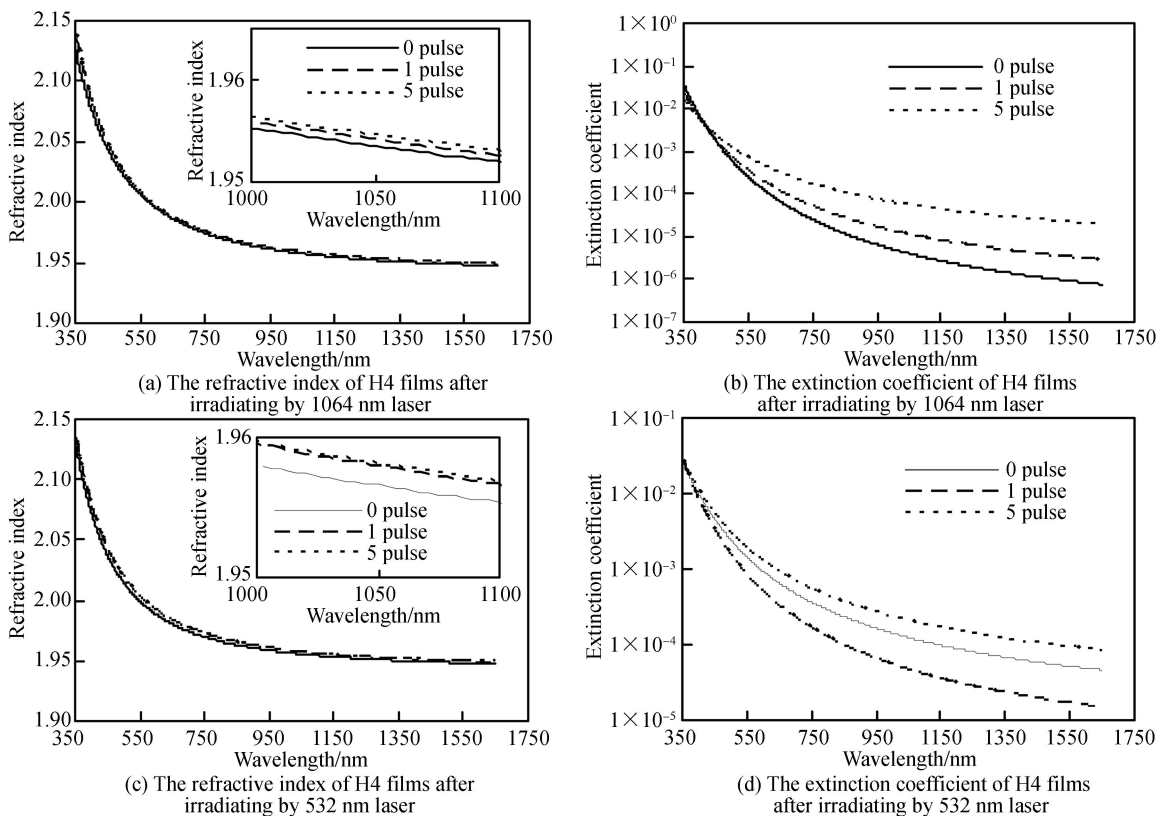 2.15
2.10
2.05
2.00
1.95
1.90
Refractive index
350 550 750 950 1150 1350 1550 1750
Wavelength/nm
1.96
1.95
Refractive index
0 pulse
1 pulse
5 pulse
1000 1050 1100
Wavelength/nm
(a) The refractive index of H4 films after
irradiating by 1064 nm laser
1×10⁰
1×10⁻¹
1×10⁻²
1×10⁻³
1×10⁻⁴
1×10⁻⁵
1×10⁻⁶
1×10⁻⁷
Extinction coefficient
0 pulse
1 pulse
5 pulse
350 550 750 950 1150 1350 1550 1750
Wavelength/nm
(b) The extinction coefficient of H4 films
after irradiating by 1064 nm laser
2.15
2.10
2.05
2.00
1.95
1.90
Refractive index
350 550 750 950 1150 1350 1550 1750
Wavelength/nm
1.96
1.95
Refractive index
0 pulse
1 pulse
5 pulse
1000 1050 1100
Wavelength/nm
(c) The refractive index of H4 films after
irradiating by 532 nm laser
1×10⁻¹
1×10⁻²
1×10⁻³
1×10⁻⁴
1×10⁻⁵
Extinction coefficient
0 pulse
1 pulse
5 pulse
350 550 750 950 1150 1350 1550 1750
Wavelength/nm
(d) The extinction coefficient of H4 films
after irradiating by 532 nm laser